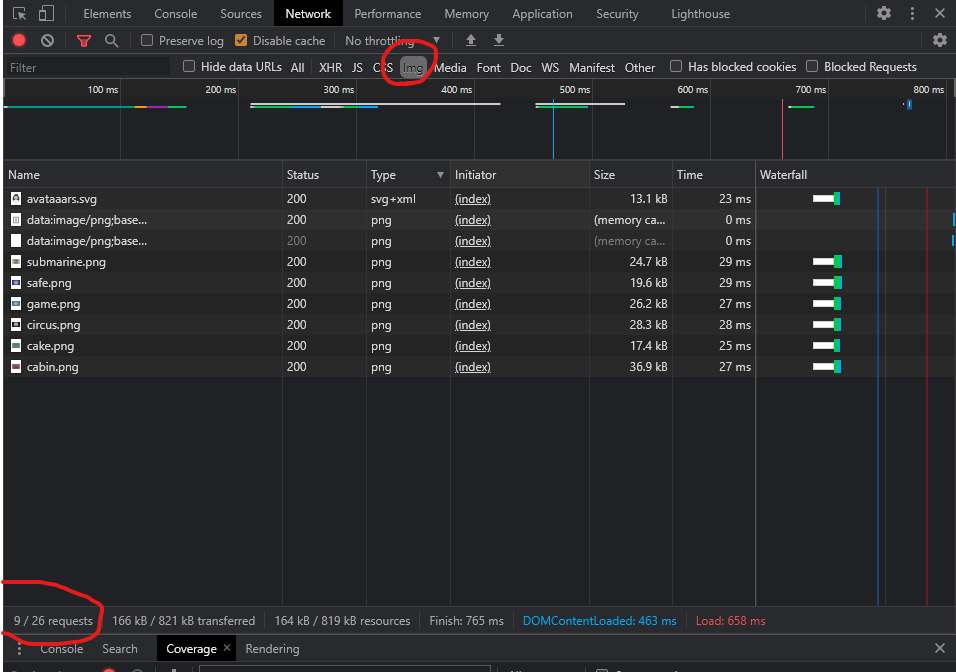 Elements Console Sources Network Performance Memory Application Security Lighthouse
Preserve log Disable cache No throttling
Filter Hide data URLs All XHR JS CSS Img Media Font Doc WS Manifest Other Has blocked cookies Blocked Requests
100 ms 200 ms 300 ms 400 ms 500 ms 600 ms 700 ms 800 ms
Name Status Type Initiator Size Time Waterfall
avataaars.svg 200 svg+xml (index) 13.1 kB 23 ms
data:image/png;base... 200 png (index) (memory ca... 0 ms
data:image/png;base... 200 png (index) (memory ca... 0 ms
submarine.png 200 png (index) 24.7 kB 29 ms
safe.png 200 png (index) 19.6 kB 29 ms
game.png 200 png (index) 26.2 kB 27 ms
circus.png 200 png (index) 28.3 kB 28 ms
cake.png 200 png (index) 17.4 kB 25 ms
cabin.png 200 png (index) 36.9 kB 27 ms
9 / 26 requests 166 kB / 821 kB transferred 164 kB / 819 kB resources Finish: 765 ms DOMContentLoaded: 463 ms Load: 658 ms
Console Search Coverage Rendering